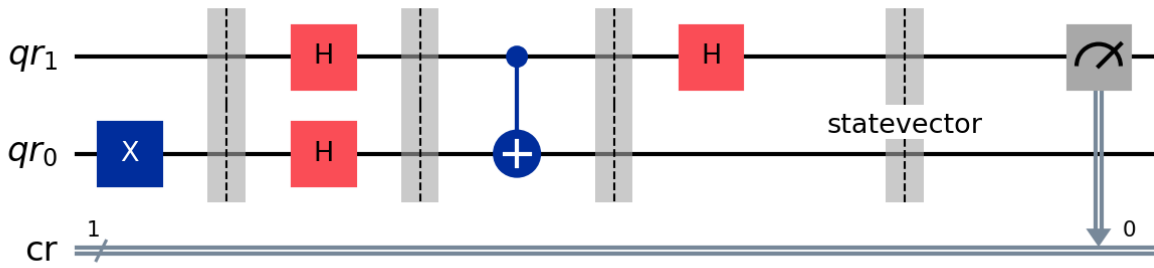 qr₁ H H
statevector
qr₀ X H
cr 1 0